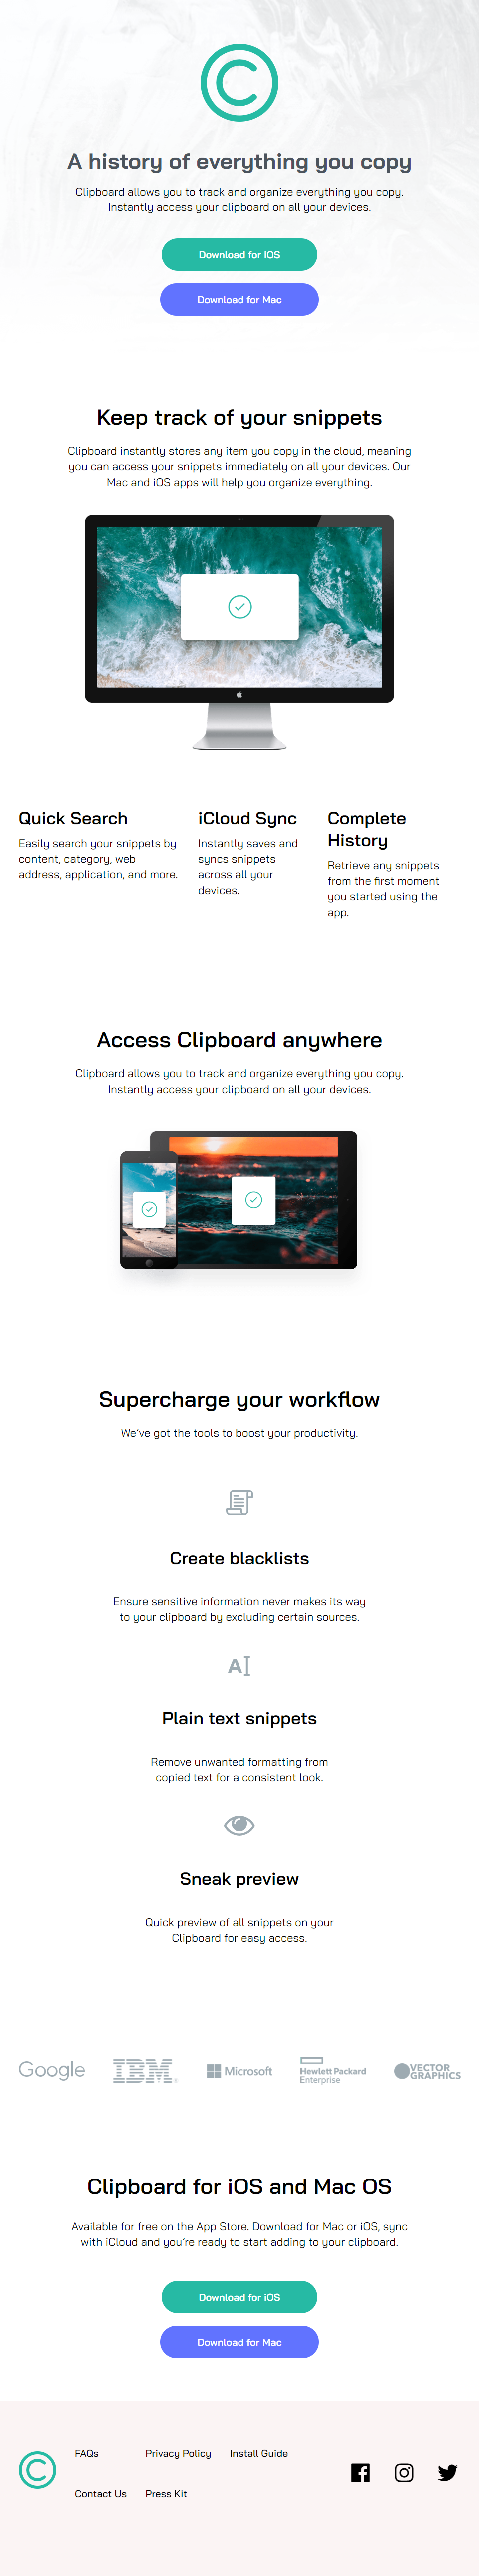 A history of everything you copy
Clipboard allows you to track and organize everything you copy.
Instantly access your clipboard on all your devices.
Download for iOS
Download for Mac
Keep track of your snippets
Clipboard instantly stores any item you copy in the cloud, meaning
you can access your snippets immediately on all your devices. Our
Mac and iOS apps will help you organize everything.
Quick Search
Easily search your snippets by
content, category, web
address, application, and more.
iCloud Sync
Instantly saves and
syncs snippets
across all your
devices.
Complete
History
Retrieve any snippets
from the first moment
you started using the
app.
Access Clipboard anywhere
Clipboard allows you to track and organize everything you copy.
Instantly access your clipboard on all your devices.
Supercharge your workflow
We’ve got the tools to boost your productivity.
Create blacklists
Ensure sensitive information never makes its way
to your clipboard by excluding certain sources.
A
Plain text snippets
Remove unwanted formatting from
copied text for a consistent look.
Sneak preview
Quick preview of all snippets on your
Clipboard for easy access.
Google
IBM
Microsoft
Hewlett Packard
Enterprise
VECTOR
GRAPHICS
Clipboard for iOS and Mac OS
Available for free on the App Store. Download for Mac or iOS, sync
with iCloud and you’re ready to start adding to your clipboard.
Download for iOS
Download for Mac
FAQs
Privacy Policy
Install Guide
Contact Us
Press Kit